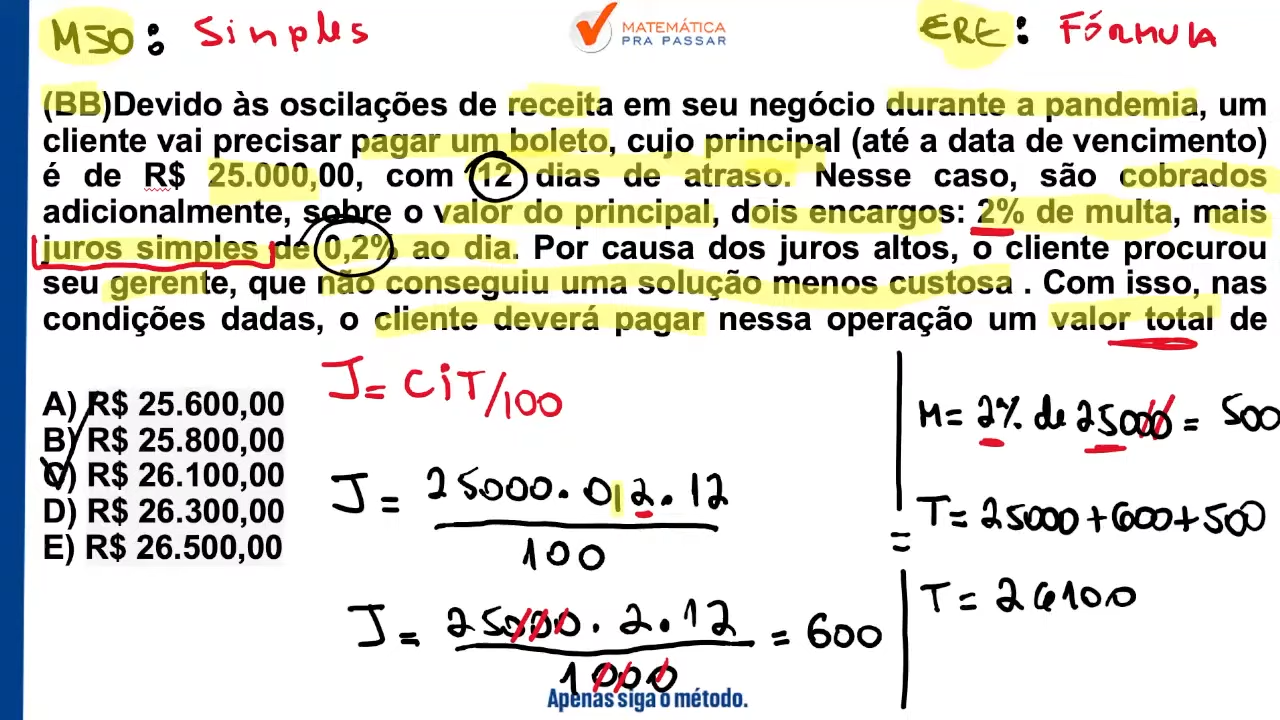 MSO: Simples
MATEMÁTICA
PRA PASSAR
ERE: FÓRMULA
(BB)Devido às oscilações de receita em seu negócio durante a pandemia, um
cliente vai precisar pagar um boleto, cujo principal (até a data de vencimento)
é de R$ 25.000,00, com 12 dias de atraso. Nesse caso, são cobrados
adicionalmente, sobre o valor do principal, dois encargos: 2% de multa, mais
juros simples de 0,2% ao dia. Por causa dos juros altos, o cliente procurou
seu gerente, que não conseguiu uma solução menos custosa . Com isso, nas
condições dadas, o cliente deverá pagar nessa operação um valor total de
A) R$ 25.600,00
B) R$ 25.800,00
C) R$ 26.100,00
D) R$ 26.300,00
E) R$ 26.500,00
J = CiT/100
J = 25000 . 0,2 . 12
100
J = 25000 . 2 . 12 = 600
1000
M = 2% de 25000 = 500
T = 25000 + 600 + 500
=
T = 26100
Apenas siga o método.